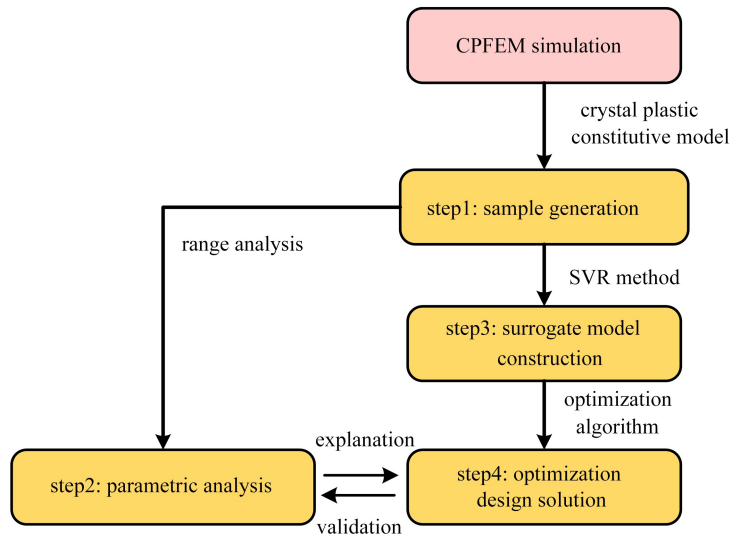 CPFEM simulation
crystal plastic
constitutive model
step1: sample generation
range analysis
SVR method
step3: surrogate model
construction
optimization
algorithm
explanation
step2: parametric analysis
step4: optimization
design solution
validation